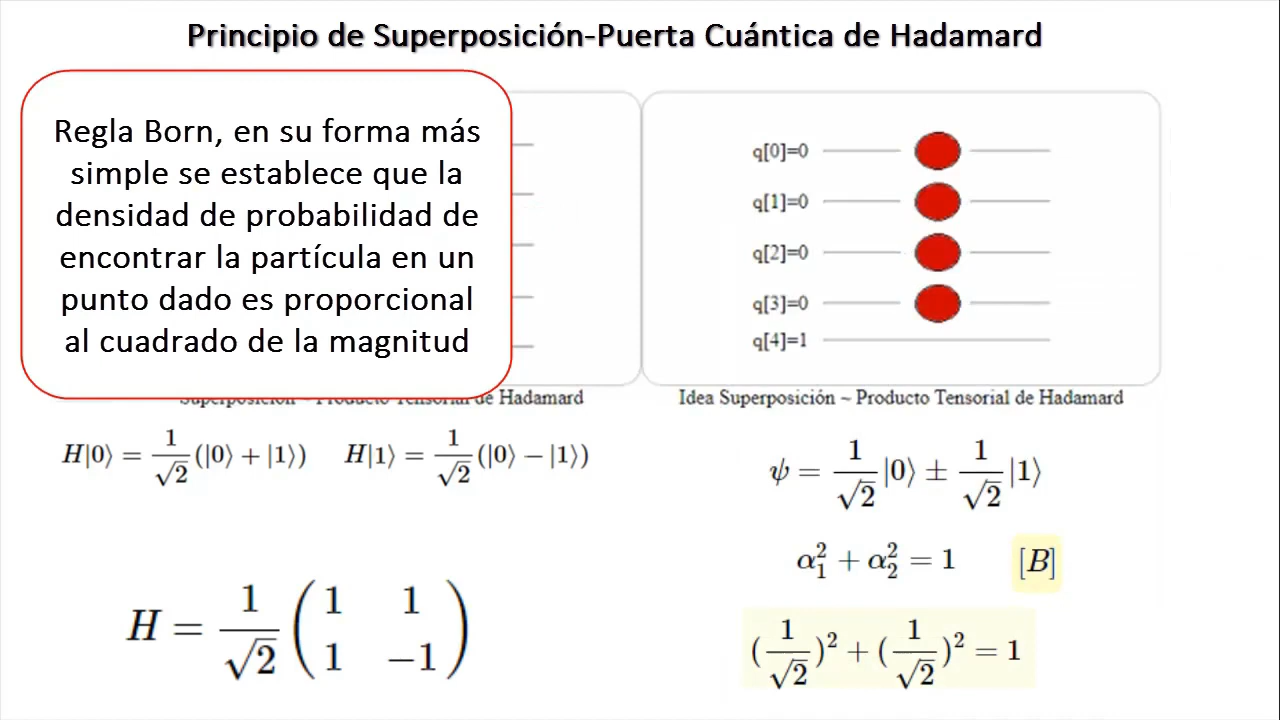 Principio de Superposición-Puerta Cuántica de Hadamard
Regla Born, en su forma más
simple se establece que la
densidad de probabilidad de
encontrar la partícula en un
punto dado es proporcional
al cuadrado de la magnitud
q[0]=0
q[1]=0
q[2]=0
q[3]=0
q[4]=1
Superposición ~ Producto Tensorial de Hadamard
Idea Superposición ~ Producto Tensorial de Hadamard
H|0⟩ = 1/√2 (|0⟩ + |1⟩) H|1⟩ = 1/√2 (|0⟩ − |1⟩)
ψ = 1/√2 |0⟩ ± 1/√2 |1⟩
α₁² + α₂² = 1 [B]
H = 1/√2 (1 1
1 −1)
(1/√2)² + (1/√2)² = 1